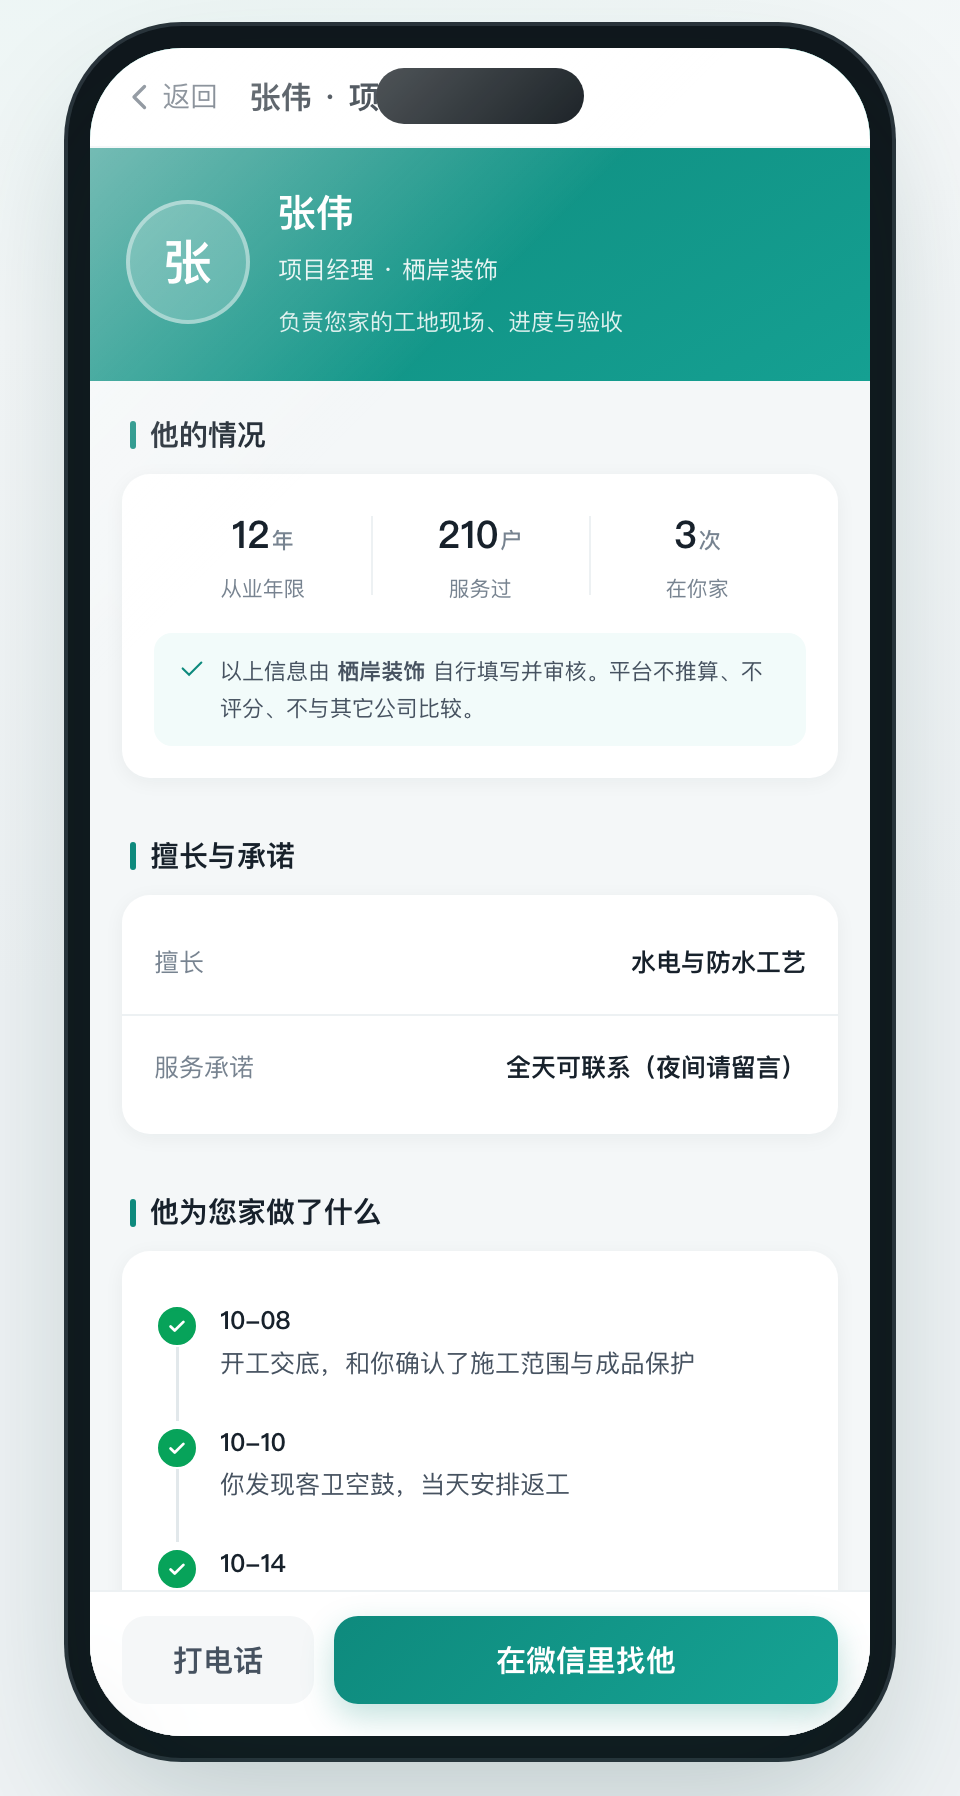 返回
张伟 · 项
张
张伟
项目经理 · 栖岸装饰
负责您家的工地现场、进度与验收
他的情况
12年
从业年限
210户
服务过
3次
在你家
以上信息由 栖岸装饰 自行填写并审核。平台不推算、不
评分、不与其它公司比较。
擅长与承诺
擅长
水电与防水工艺
服务承诺
全天可联系（夜间请留言）
他为您家做了什么
10-08
开工交底，和你确认了施工范围与成品保护
10-10
你发现客卫空鼓，当天安排返工
10-14
打电话
在微信里找他